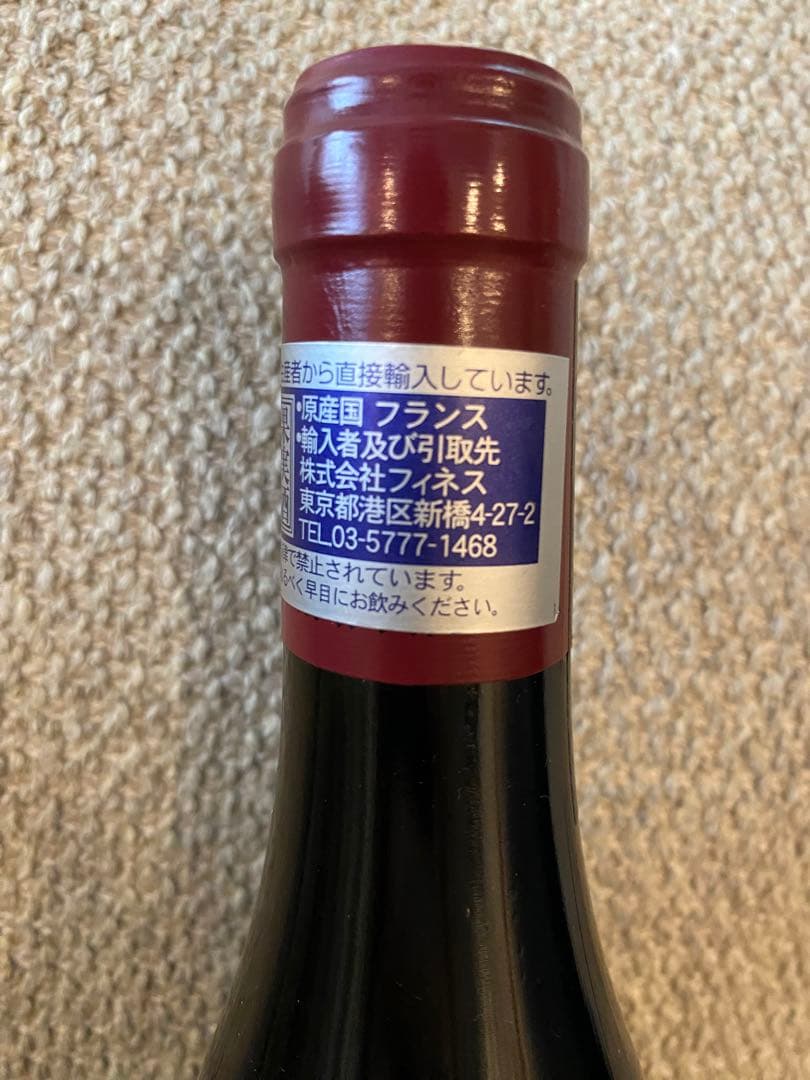 産者から直接輸入しています。
果実酒
•原産国 フランス
•輸入者及び引取先
株式会社フィネス
東京都港区新橋4-27-2
TEL.03-5777-1468
で禁止されています。
るべく早目にお飲みください。